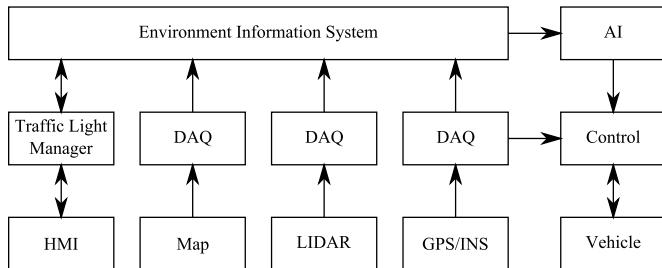 Environment Information System
AI
Traffic Light
Manager
DAQ
DAQ
DAQ
Control
HMI
Map
LIDAR
GPS/INS
Vehicle